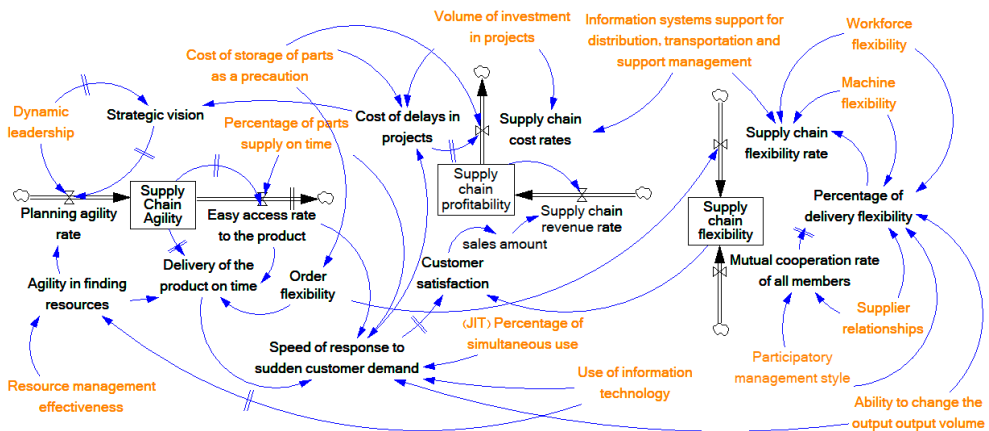 Volume of investment
in projects
Information systems support for
distribution, transportation and
support management
Workforce
flexibility
Cost of storage of parts
as a precaution
Machine
flexibility
Dynamic
leadership
Strategic vision
Percentage of parts
supply on time
Cost of delays in
projects
Supply chain
cost rates
Supply chain
flexibility rate
Supply
Chain
Agility
Supply
chain
profitability
Planning agility
rate
Easy access rate
to the product
Supply chain
revenue rate
Supply
chain
flexibility
Percentage of
delivery flexibility
sales amount
Agility in finding
resources
Delivery of the
product on time
Order
flexibility
Customer
satisfaction
Mutual cooperation rate
of all members
Supplier
relationships
(JIT) Percentage of
simultaneous use
Speed of response to
sudden customer demand
Participatory
management style
Resource management
effectiveness
Use of information
technology
Ability to change the
output output volume